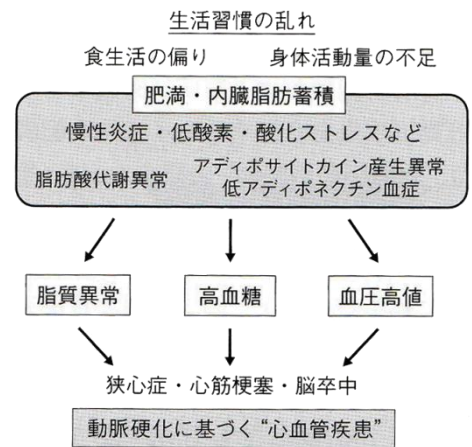 生活習慣の乱れ
食生活の偏り　身体活動量の不足
肥満・内臓脂肪蓄積
慢性炎症・低酸素・酸化ストレスなど
脂肪酸代謝異常
アディポサイトカイン産生異常
低アディポネクチン血症
脂質異常　高血糖　血圧高値
狭心症・心筋梗塞・脳卒中
動脈硬化に基づく“心血管疾患”